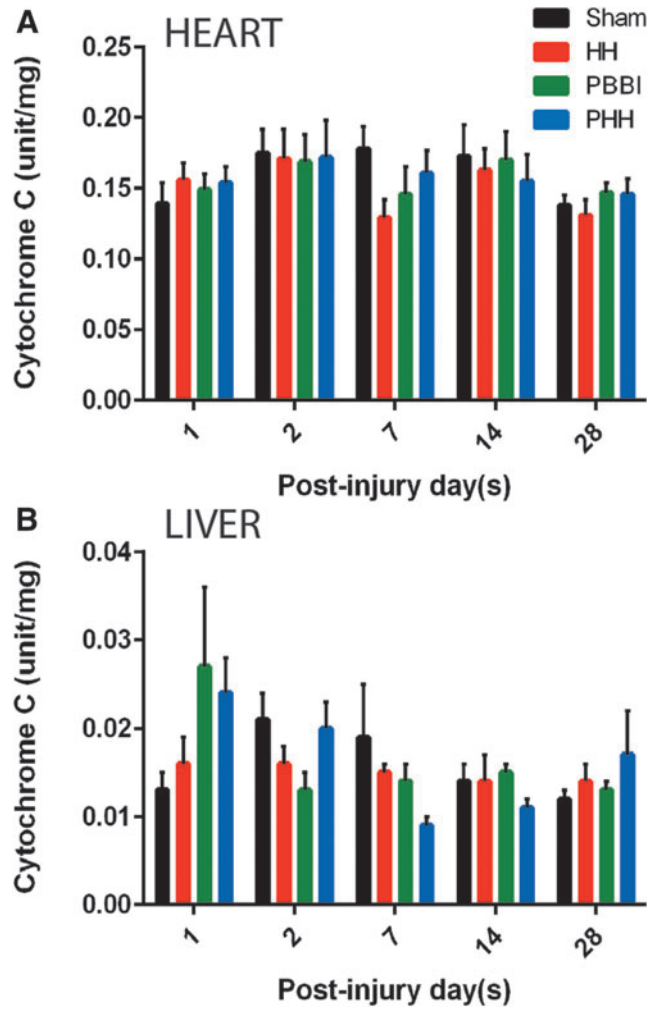 A
HEART
Sham
HH
PBBI
PHH
Cytochrome C (unit/mg)
0.25
0.20
0.15
0.10
0.05
0.00
1 2 7 14 28
Post-injury day(s)
B
LIVER
Cytochrome C (unit/mg)
0.04
0.03
0.02
0.01
0.00
1 2 7 14 28
Post-injury day(s)